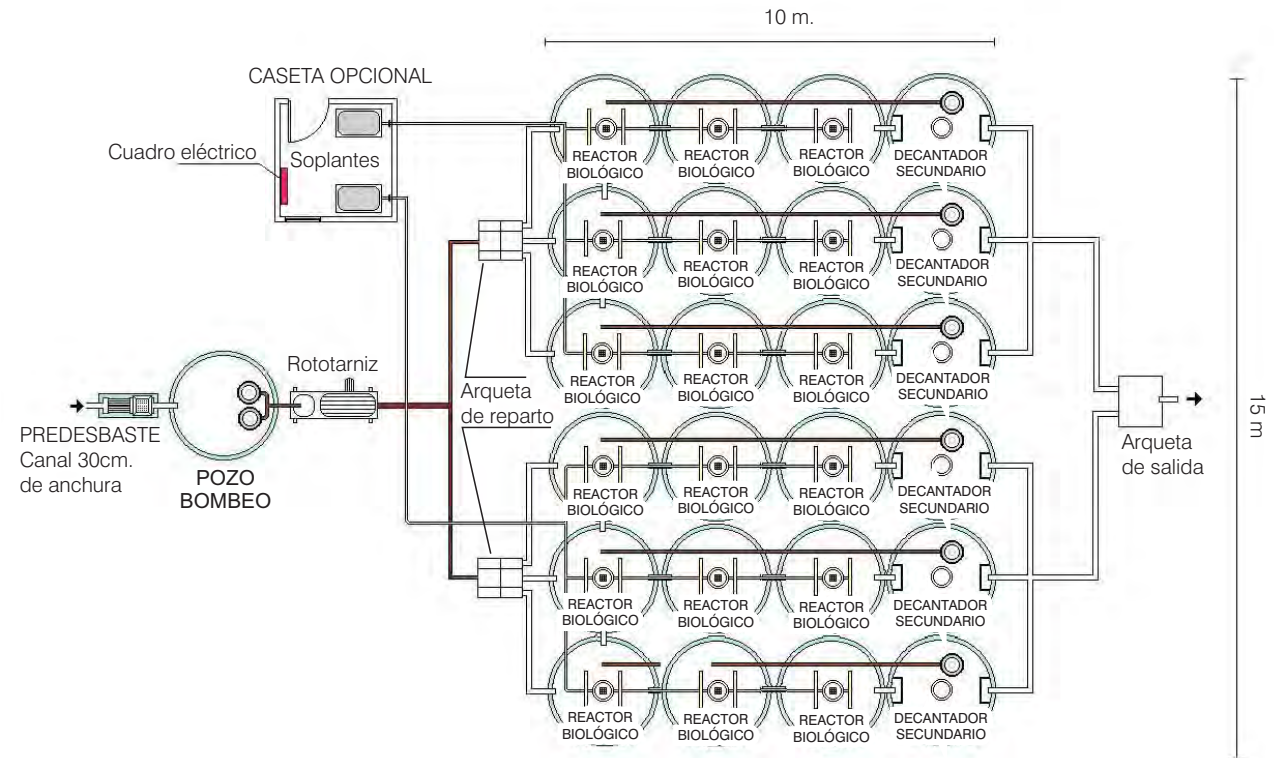 10 m.
CASETA OPCIONAL
Cuadro eléctrico
Soplantes
REACTOR
BIOLÓGICO
REACTOR
BIOLÓGICO
REACTOR
BIOLÓGICO
DECANTADOR
SECUNDARIO
REACTOR
BIOLÓGICO
REACTOR
BIOLÓGICO
REACTOR
BIOLÓGICO
DECANTADOR
SECUNDARIO
REACTOR
BIOLÓGICO
REACTOR
BIOLÓGICO
REACTOR
BIOLÓGICO
DECANTADOR
SECUNDARIO
Rototarniz
Arqueta
de reparto
PREDESBASTE
Canal 30cm.
de anchura
POZO
BOMBEO
REACTOR
BIOLÓGICO
REACTOR
BIOLÓGICO
REACTOR
BIOLÓGICO
DECANTADOR
SECUNDARIO
Arqueta
de salida
15 m
REACTOR
BIOLÓGICO
REACTOR
BIOLÓGICO
REACTOR
BIOLÓGICO
DECANTADOR
SECUNDARIO
REACTOR
BIOLÓGICO
REACTOR
BIOLÓGICO
REACTOR
BIOLÓGICO
DECANTADOR
SECUNDARIO